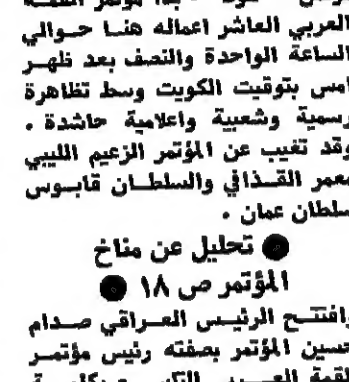 العربي العاشر اعماله هنا حوالي
الساعة الواحدة والنصف بعد ظهر
امس بتوقيت الكويت وسط تظاهرة
رسمية وشعبية واعلامية حاشدة .
وقد تغيب عن المؤتمر الزعيم الليبي
معمر القذافي والسلطان قابوس
سلطان عمان .
● تحليل عن مناخ
المؤتمر ص ١٨ ●
وافتتح الرئيس العراقي صدام
حسين المؤتمر بصفته رئيس مؤتمر
القمة العربي